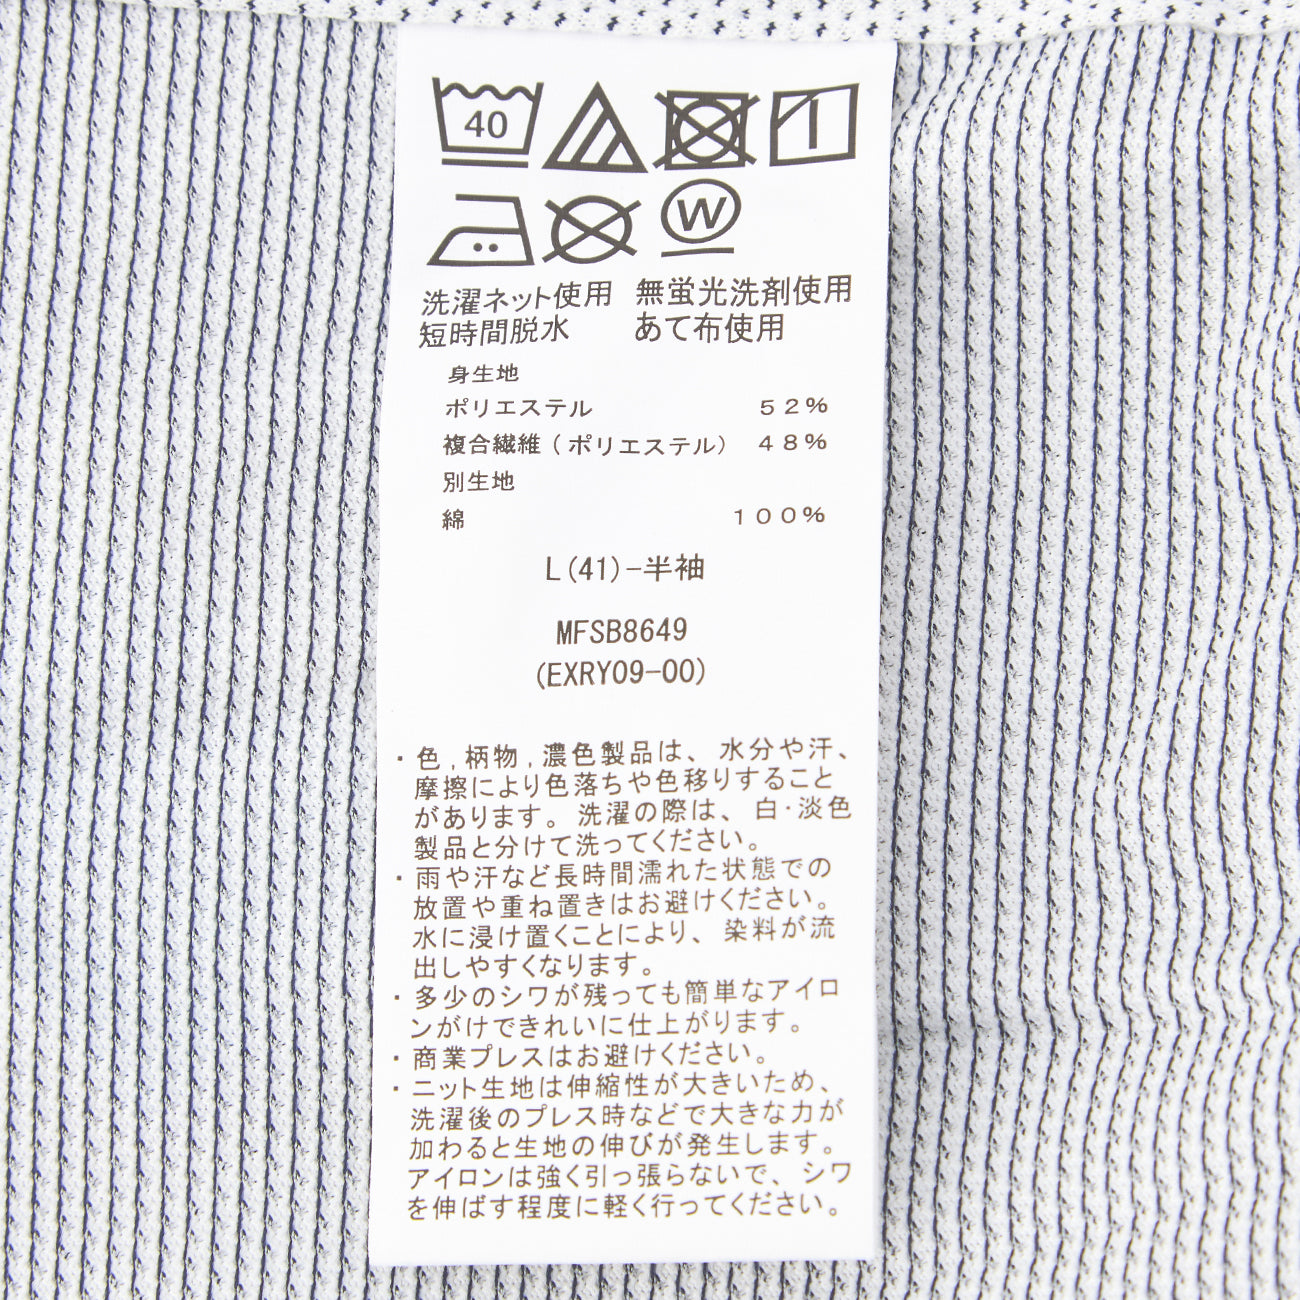 40
W
洗濯ネット使用 無蛍光洗剤使用
短時間脱水 あて布使用
身生地
ポリエステル 52%
複合繊維(ポリエステル) 48%
別生地
綿 100%
L(41)-半袖
MFSB8649
(EXRY09-00)
・色,柄物,濃色製品は、水分や汗、
摩擦により色落ちや色移りすること
があります。洗濯の際は、白・淡色
製品と分けて洗ってください。
・雨や汗など長時間濡れた状態での
放置や重ね置きはお避けください。
水に浸け置くことにより、染料が流
出しやすくなります。
・多少のシワが残っても簡単なアイロ
ンがけできれいに仕上がります。
・商業プレスはお避けください。
・ニット生地は伸縮性が大きいため、
洗濯後のプレス時などで大きな力が
加わると生地の伸びが発生します。
アイロンは強く引っ張らないで、シワ
を伸ばす程度に軽く行ってください。